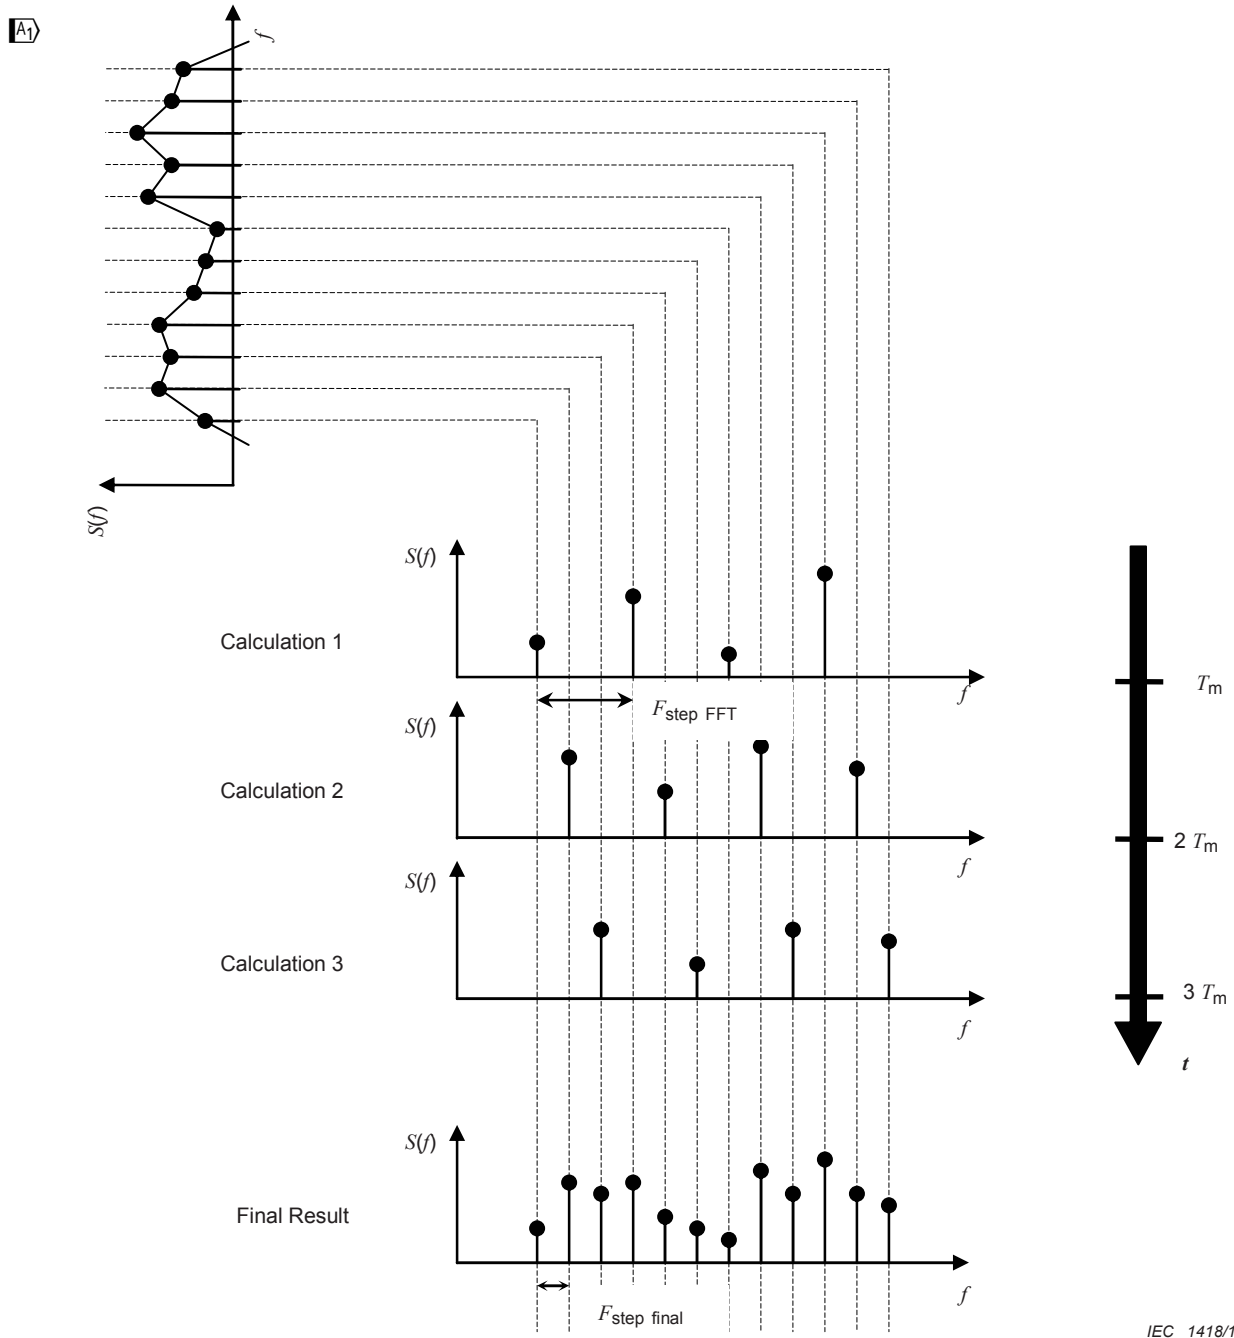 A1
f
S(f)
S(f)
Calculation 1
f
Tm
Fstep FFT
S(f)
Calculation 2
f
2 Tm
S(f)
Calculation 3
f
3 Tm
t
S(f)
Final Result
f
Fstep final
IEC 1418/1